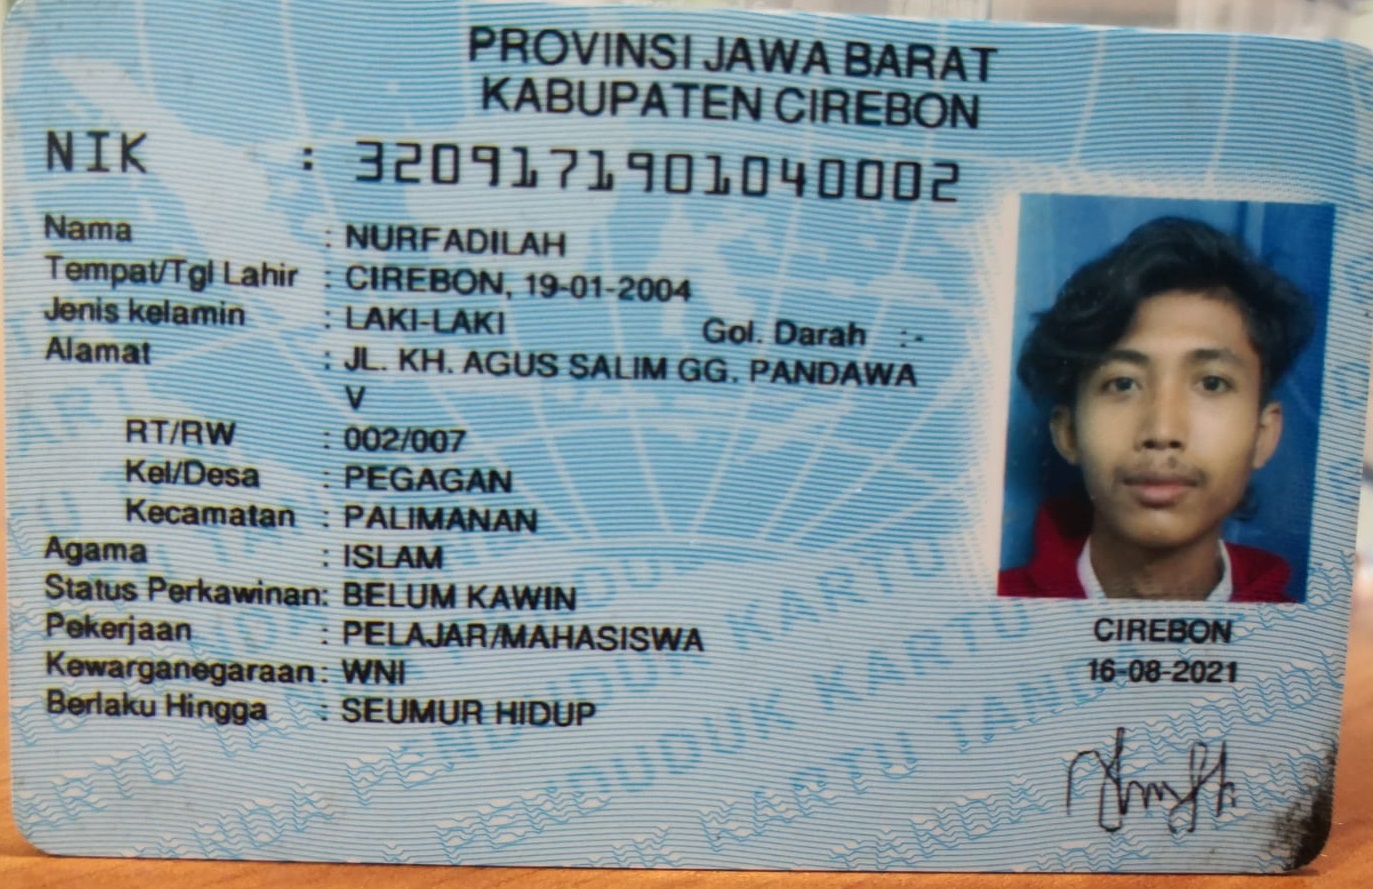 PROVINSI JAWA BARAT
KABUPATEN CIREBON
NIK : 3209171901040002
Nama : NURFADILAH
Tempat/Tgl Lahir : CIREBON, 19-01-2004
Jenis kelamin : LAKI-LAKI Gol. Darah : -
Alamat : JL. KH. AGUS SALIM GG. PANDAWA
V
RT/RW : 002/007
Kel/Desa : PEGAGAN
Kecamatan : PALIMANAN
Agama : ISLAM
Status Perkawinan: BELUM KAWIN
Pekerjaan : PELAJAR/MAHASISWA
Kewarganegaraan: WNI
Berlaku Hingga : SEUMUR HIDUP
CIREBON
16-08-2021